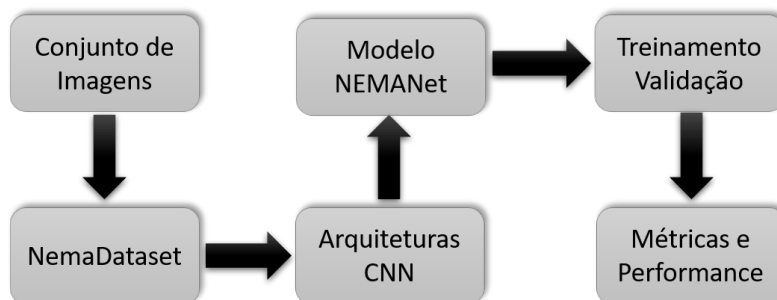 Conjunto de
Imagens
NemaDataset
Arquiteturas
CNN
Modelo
NEMANet
Treinamento
Validação
Métricas e
Performance